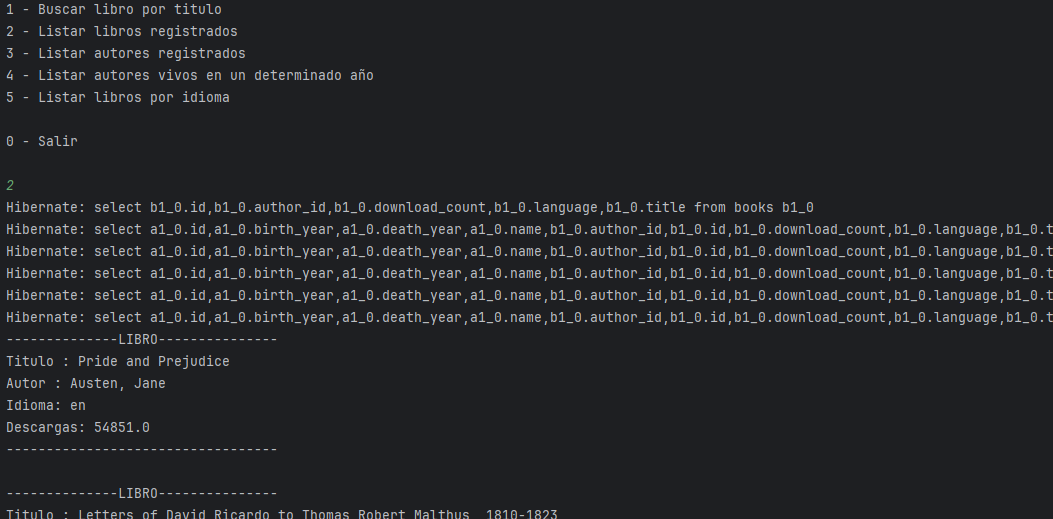 1 - Buscar libro por titulo
2 - Listar libros registrados
3 - Listar autores registrados
4 - Listar autores vivos en un determinado año
5 - Listar libros por idioma
0 - Salir
2
Hibernate: select b1_0.id,b1_0.author_id,b1_0.download_count,b1_0.language,b1_0.title from books b1_0
Hibernate: select a1_0.id,a1_0.birth_year,a1_0.death_year,a1_0.name,b1_0.author_id,b1_0.id,b1_0.download_count,b1_0.language,b1_0.t
Hibernate: select a1_0.id,a1_0.birth_year,a1_0.death_year,a1_0.name,b1_0.author_id,b1_0.id,b1_0.download_count,b1_0.language,b1_0.t
Hibernate: select a1_0.id,a1_0.birth_year,a1_0.death_year,a1_0.name,b1_0.author_id,b1_0.id,b1_0.download_count,b1_0.language,b1_0.t
Hibernate: select a1_0.id,a1_0.birth_year,a1_0.death_year,a1_0.name,b1_0.author_id,b1_0.id,b1_0.download_count,b1_0.language,b1_0.t
Hibernate: select a1_0.id,a1_0.birth_year,a1_0.death_year,a1_0.name,b1_0.author_id,b1_0.id,b1_0.download_count,b1_0.language,b1_0.t
--------------LIBRO---------------
Titulo : Pride and Prejudice
Autor : Austen, Jane
Idioma: en
Descargas: 54851.0
----------------------------------
--------------LIBRO---------------
Titulo : Letters of David Ricardo to Thomas Robert Malthus, 1810-1823